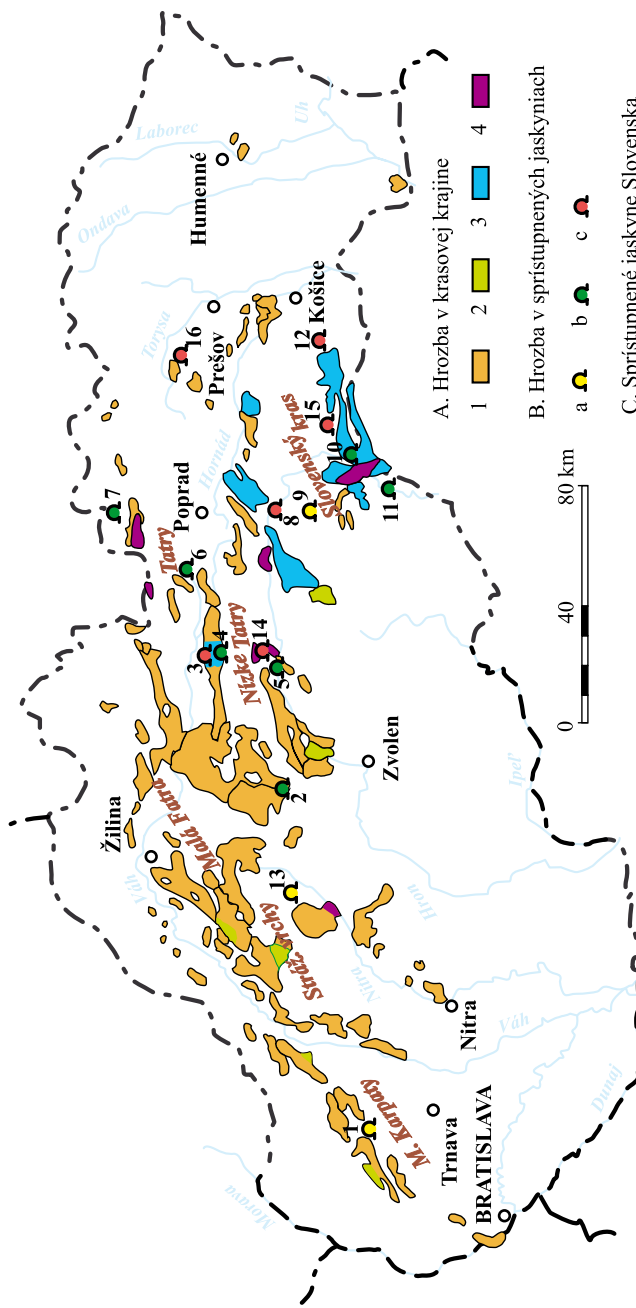 Morava
BRATISLAVA
Trnava
M. Karpaty
1
Dunaj
Váh
Nitra
Nitra
Stráž. vrchy
13
Váh
Žilina
Malá Fatra
Hron
Ipeľ
2
Zvolen
3
4
Nízke Tatry
14
5
Tatry
6
7
Poprad
Hornád
8
9
Slovenský kras
10
11
15
12
Košice
16
Prešov
Torysa
Ondava
Laborec
Humenné
Uh
0 40 80 km
A. Hrozba v krasovej krajine
1 2 3 4
B. Hrozba v sprístupnených jaskyniach
a b c
C. Sprístupnené jaskyne Slovenska